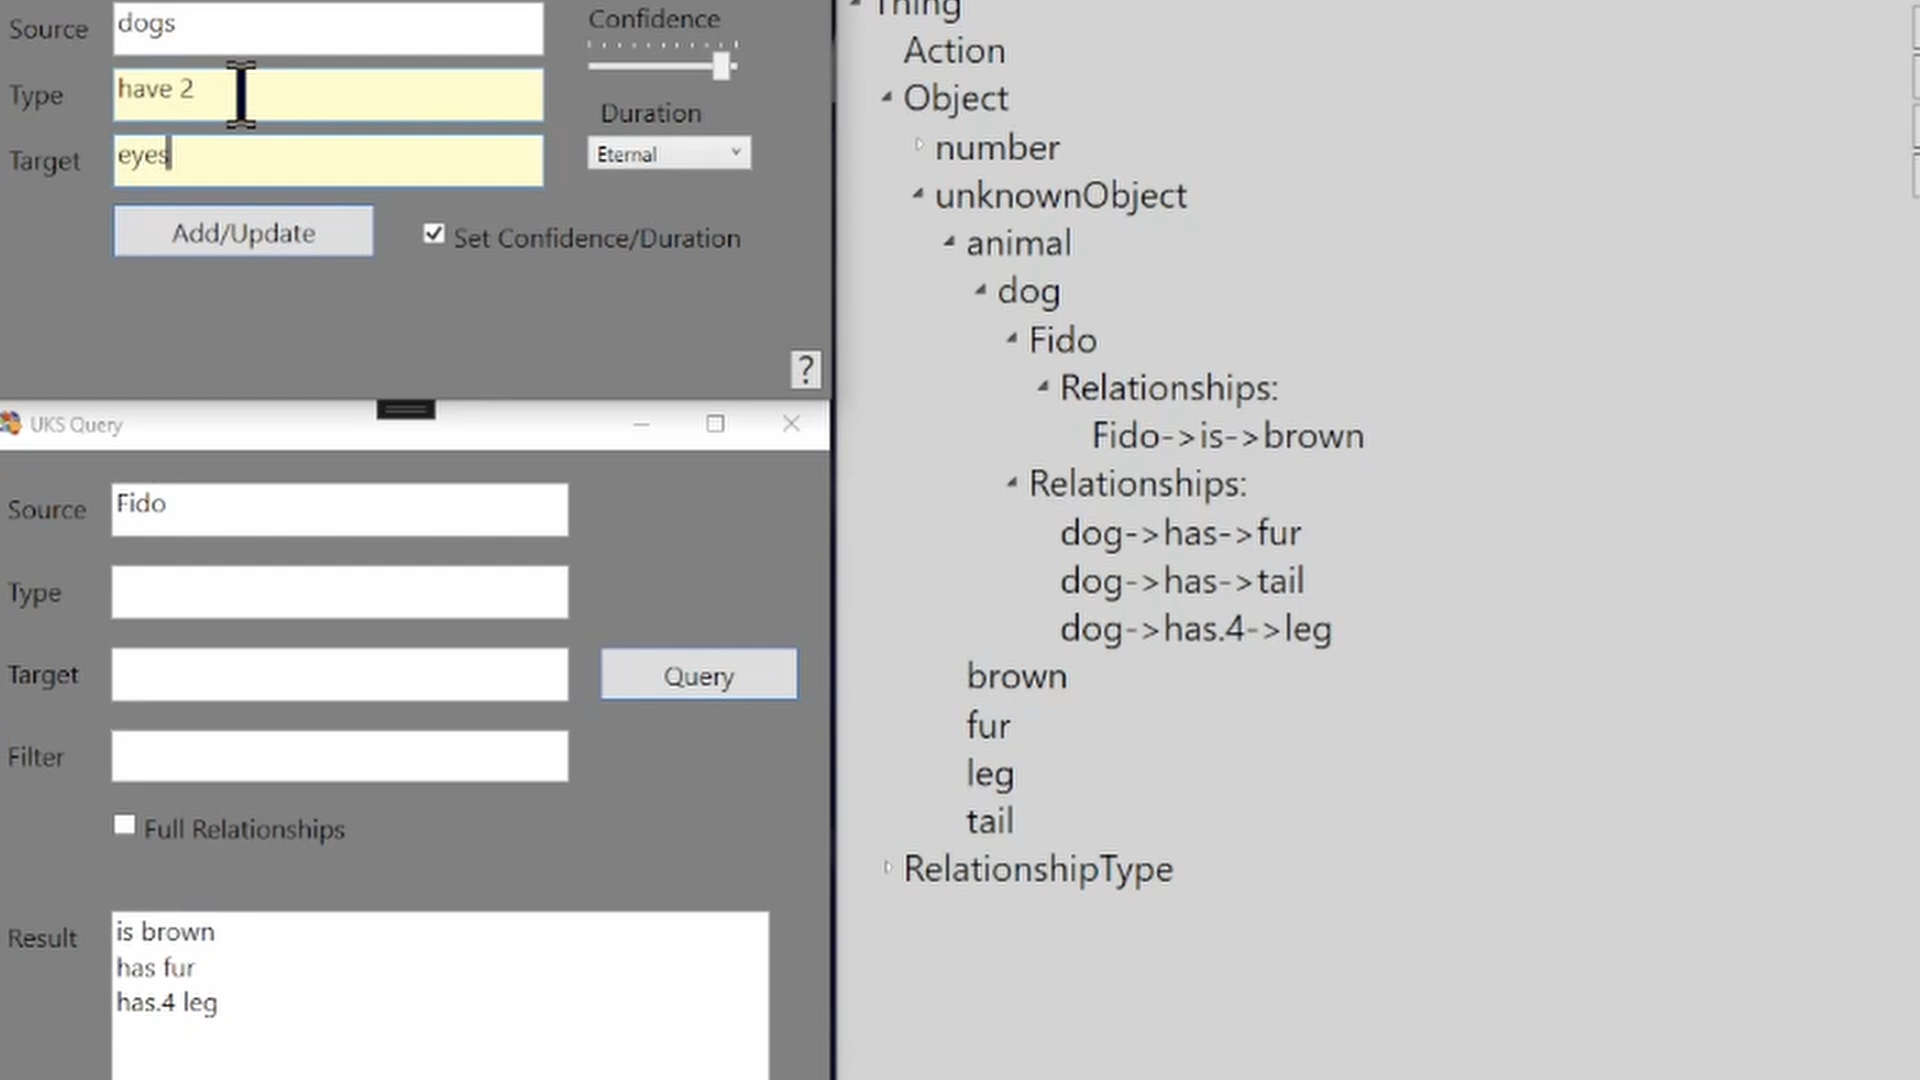 Source dogs
Type have 2
Target eyes
Add/Update
Confidence
Duration
Eternal
Set Confidence/Duration
?
UKS Query
Source Fido
Type
Target
Query
Filter
Full Relationships
Result
is brown
has fur
has.4 leg
Thing
Action
Object
number
unknownObject
animal
dog
Fido
Relationships:
Fido->is->brown
Relationships:
dog->has->fur
dog->has->tail
dog->has.4->leg
brown
fur
leg
tail
RelationshipType